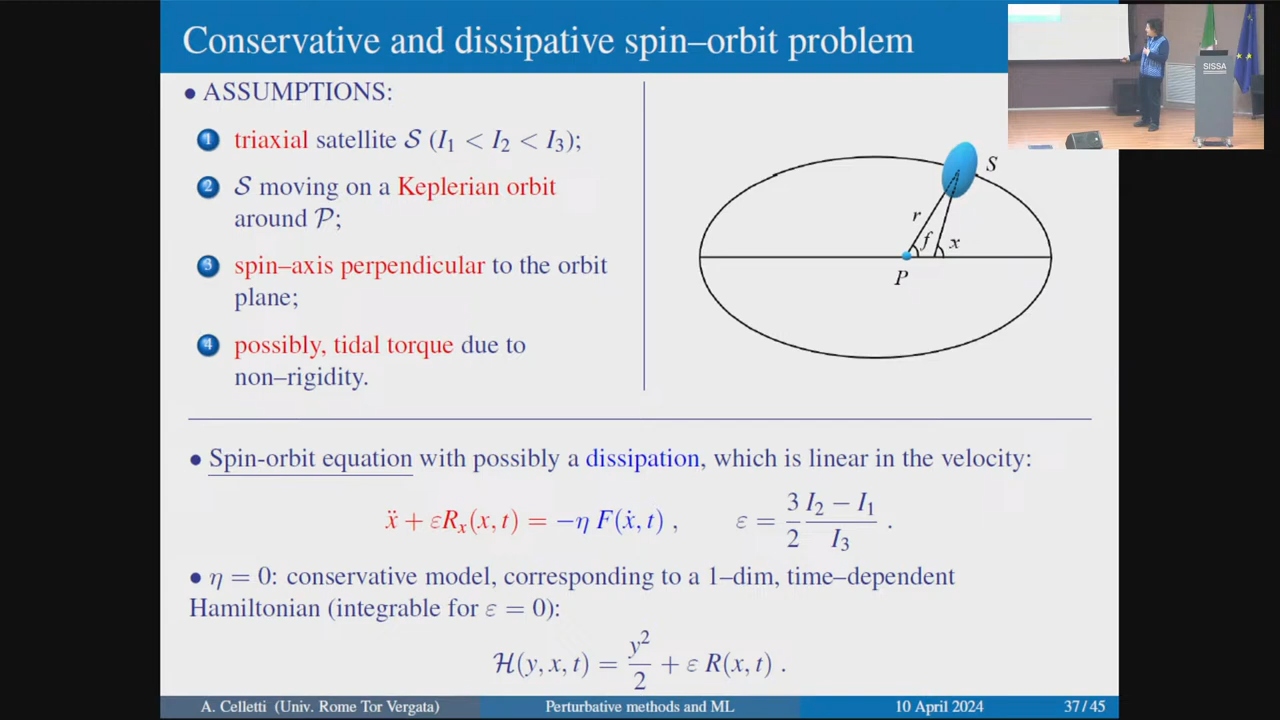 Conservative and dissipative spin–orbit problem
SISSA
• ASSUMPTIONS:
1 triaxial satellite S (I₁ < I₂ < I₃);
2 S moving on a Keplerian orbit
around P;
3 spin–axis perpendicular to the orbit
plane;
4 possibly, tidal torque due to
non–rigidity.
S
r
f
x
P
• Spin-orbit equation with possibly a dissipation, which is linear in the velocity:
ẍ + εRₓ(x, t) = −η F(ẋ, t) ,   ε = 3/2 (I₂ − I₁)/I₃ .
• η = 0: conservative model, corresponding to a 1–dim, time–dependent
Hamiltonian (integrable for ε = 0):
H(y, x, t) = y²/2 + ε R(x, t) .
A. Celletti (Univ. Rome Tor Vergata)
Perturbative methods and ML
10 April 2024
37 / 45